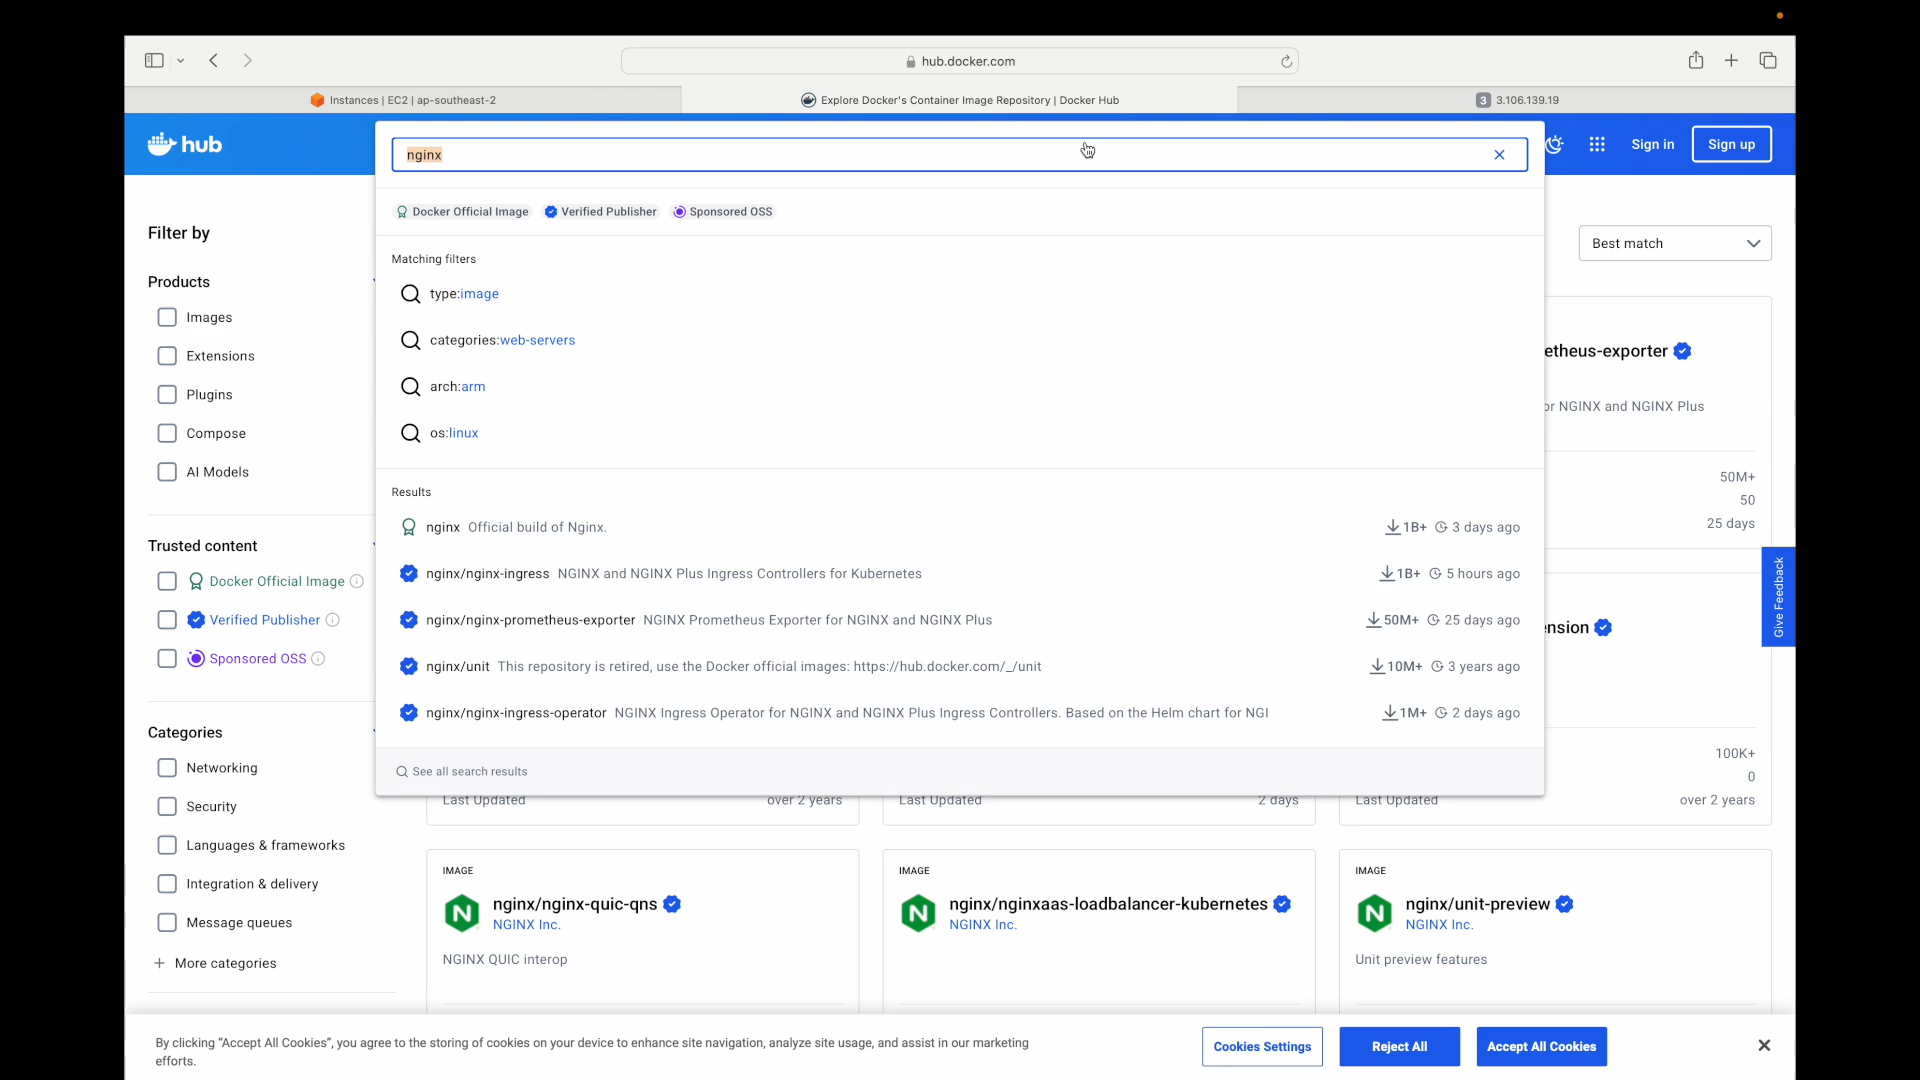 hub.docker.com
Instances | EC2 | ap-southeast-2
Explore Docker's Container Image Repository | Docker Hub
3 3.106.139.19
hub
nginx
Sign in
Sign up
Docker Official Image
Verified Publisher
Sponsored OSS
Filter by
Best match
Matching filters
type:image
categories:web-servers
arch:arm
os:linux
Products
Images
Extensions
Plugins
Compose
AI Models
Trusted content
Docker Official Image
Verified Publisher
Sponsored OSS
Categories
Networking
Security
Languages & frameworks
Integration & delivery
Message queues
+ More categories
Results
nginx Official build of Nginx. 1B+ 3 days ago
nginx/nginx-ingress NGINX and NGINX Plus Ingress Controllers for Kubernetes 1B+ 5 hours ago
nginx/nginx-prometheus-exporter NGINX Prometheus Exporter for NGINX and NGINX Plus 50M+ 25 days ago
nginx/unit This repository is retired, use the Docker official images: https://hub.docker.com/_/unit 10M+ 3 years ago
nginx/nginx-ingress-operator NGINX Ingress Operator for NGINX and NGINX Plus Ingress Controllers. Based on the Helm chart for NGI 1M+ 2 days ago
See all search results
etheus-exporter
or NGINX and NGINX Plus
50M+
50
25 days
Give Feedback
ension
100K+
0
Last Updated over 2 years
Last Updated 2 days
Last Updated over 2 years
IMAGE
nginx/nginx-quic-qns
NGINX Inc.
NGINX QUIC interop
IMAGE
nginx/nginxaas-loadbalancer-kubernetes
NGINX Inc.
IMAGE
nginx/unit-preview
NGINX Inc.
Unit preview features
By clicking “Accept All Cookies”, you agree to the storing of cookies on your device to enhance site navigation, analyze site usage, and assist in our marketing
efforts.
Cookies Settings
Reject All
Accept All Cookies